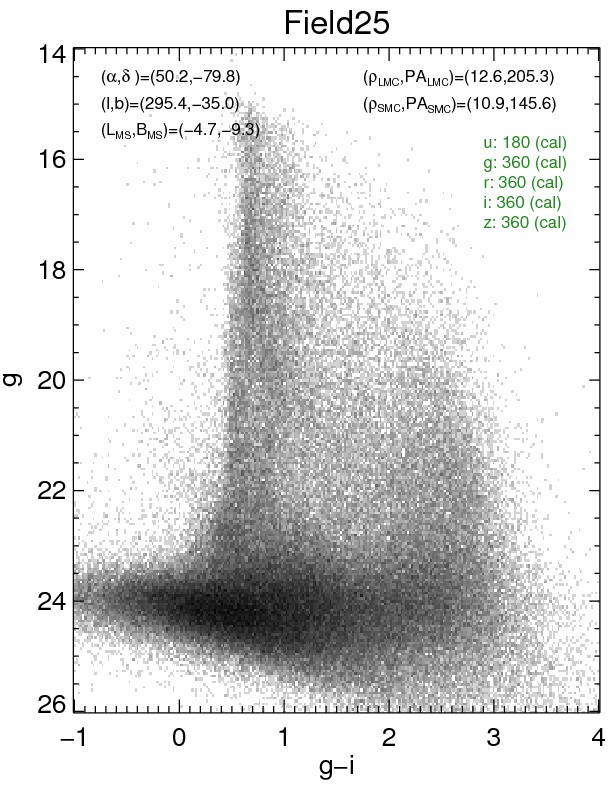 Field25
(α,δ )=(50.2,−79.8)
(ρLMC,PALMC)=(12.6,205.3)
(l,b)=(295.4,−35.0)
(ρSMC,PASMC)=(10.9,145.6)
(LMS,BMS)=(−4.7,−9.3)
u: 180 (cal)
g: 360 (cal)
r: 360 (cal)
i: 360 (cal)
z: 360 (cal)
14
16
18
20
22
24
26
g
−1 0 1 2 3 4
g−i